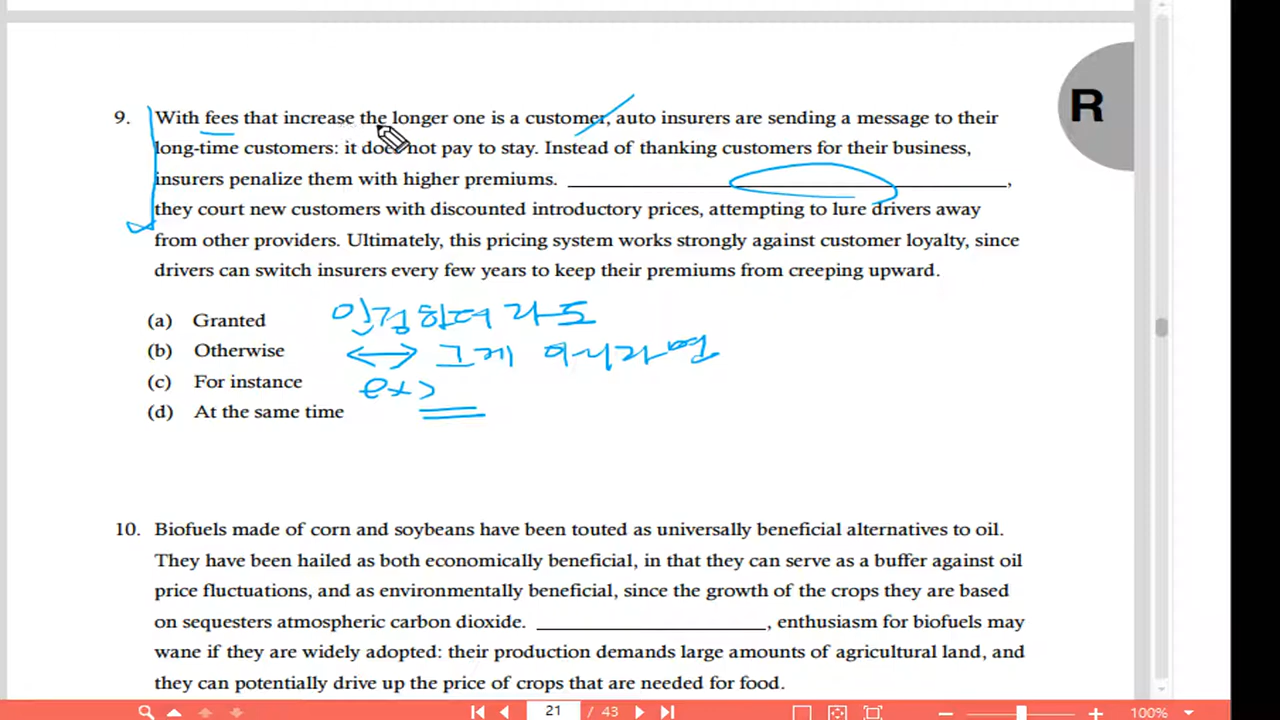 R
9. With fees that increase the longer one is a customer, auto insurers are sending a message to their
long-time customers: it does not pay to stay. Instead of thanking customers for their business,
insurers penalize them with higher premiums. ____________________,
they court new customers with discounted introductory prices, attempting to lure drivers away
from other providers. Ultimately, this pricing system works strongly against customer loyalty, since
drivers can switch insurers every few years to keep their premiums from creeping upward.
(a) Granted 인정하더라도
(b) Otherwise ↔ 그게 아니라면
(c) For instance ex>
(d) At the same time
10. Biofuels made of corn and soybeans have been touted as universally beneficial alternatives to oil.
They have been hailed as both economically beneficial, in that they can serve as a buffer against oil
price fluctuations, and as environmentally beneficial, since the growth of the crops they are based
on sequesters atmospheric carbon dioxide. ____________________, enthusiasm for biofuels may
wane if they are widely adopted: their production demands large amounts of agricultural land, and
they can potentially drive up the price of crops that are needed for food.
21 / 43 100%